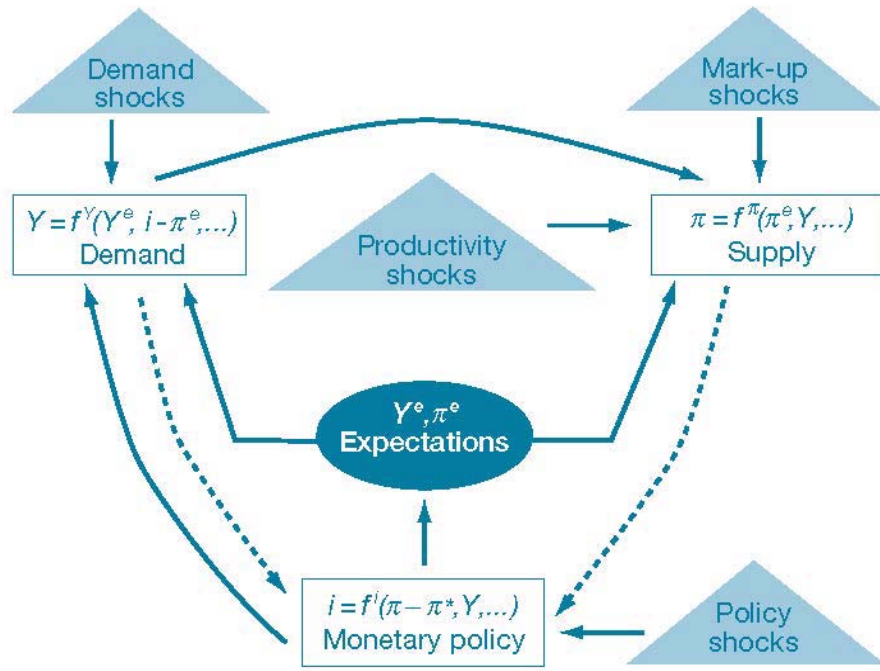 Demand
shocks
Mark-up
shocks
Y = f^Y(Y^e, i - π^e,...)
Demand
Productivity
shocks
π = f^π(π^e, Y,...)
Supply
Y^e, π^e
Expectations
i = f^i(π - π*, Y,...)
Monetary policy
Policy
shocks